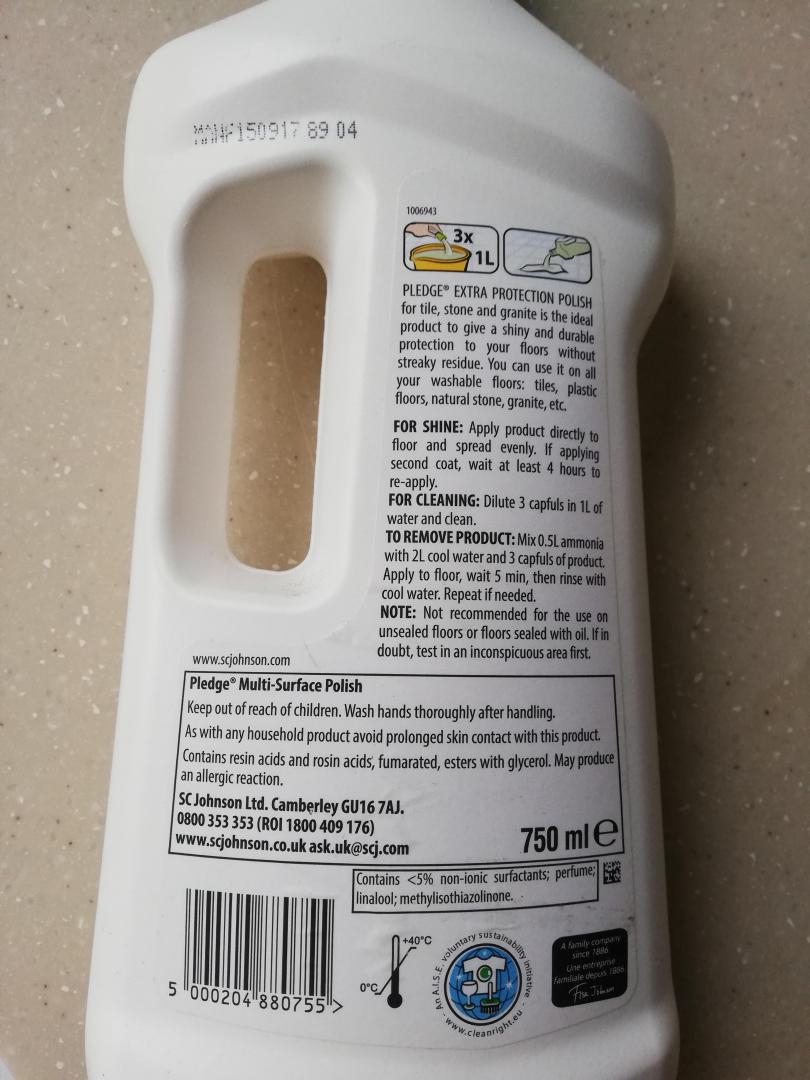 150917 89 04
1006943
3x
1L
PLEDGE® EXTRA PROTECTION POLISH
for tile, stone and granite is the ideal
product to give a shiny and durable
protection to your floors without
streaky residue. You can use it on all
your washable floors: tiles, plastic
floors, natural stone, granite, etc.
FOR SHINE: Apply product directly to
floor and spread evenly. If applying
second coat, wait at least 4 hours to
re-apply.
FOR CLEANING: Dilute 3 capfuls in 1L of
water and clean.
TO REMOVE PRODUCT: Mix 0.5L ammonia
with 2L cool water and 3 capfuls of product.
Apply to floor, wait 5 min, then rinse with
cool water. Repeat if needed.
NOTE: Not recommended for the use on
unsealed floors or floors sealed with oil. If in
doubt, test in an inconspicuous area first.
www.scjohnson.com
Pledge® Multi-Surface Polish
Keep out of reach of children. Wash hands thoroughly after handling.
As with any household product avoid prolonged skin contact with this product.
Contains resin acids and rosin acids, fumarated, esters with glycerol. May produce
an allergic reaction.
SC Johnson Ltd. Camberley GU16 7AJ.
0800 353 353 (ROI 1800 409 176)
www.scjohnson.co.uk ask.uk@scj.com
750 ml e
Contains <5% non-ionic surfactants; perfume;
linalool; methylisothiazolinone.
5 000204 880755 >
+40°C
0°C
- An A.I.S.E. voluntary sustainability initiative -
www.cleanright.eu
A family company
since 1886
Une entreprise
familiale depuis 1886
Fisk Johnson